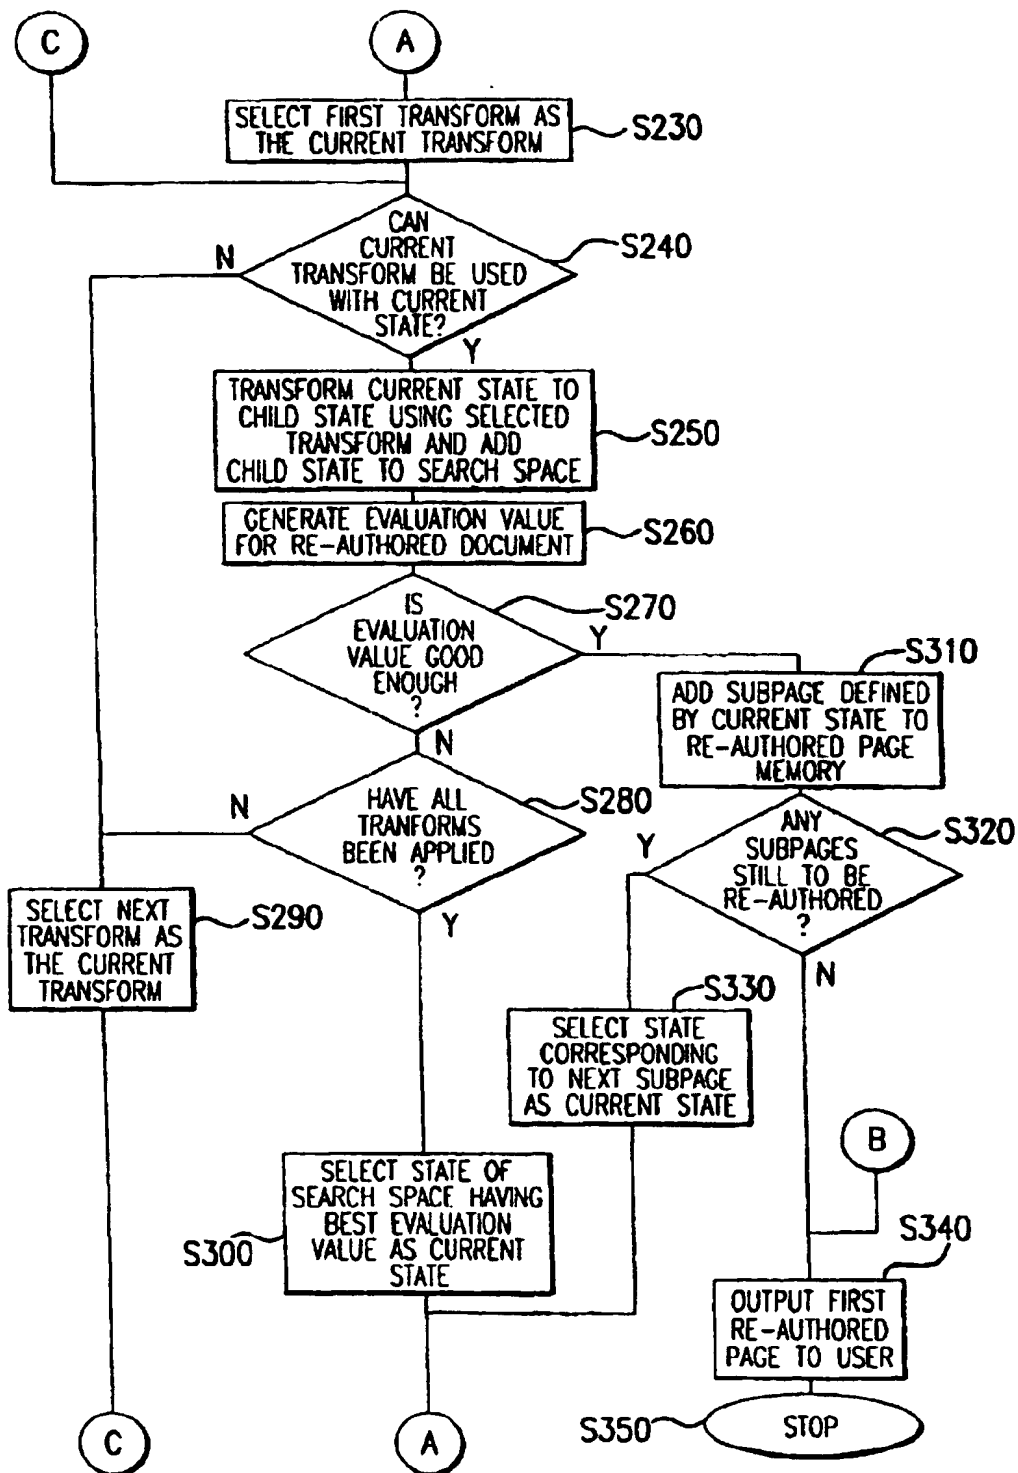 C
A
SELECT FIRST TRANSFORM AS
THE CURRENT TRANSFORM
S230
CAN
CURRENT
TRANSFORM BE USED
WITH CURRENT
STATE?
S240
N
Y
TRANSFORM CURRENT STATE TO
CHILD STATE USING SELECTED
TRANSFORM AND ADD
CHILD STATE TO SEARCH SPACE
S250
GENERATE EVALUATION VALUE
FOR RE-AUTHORED DOCUMENT
S260
IS
EVALUATION
VALUE GOOD
ENOUGH
?
S270
Y
N
S310
ADD SUBPAGE DEFINED
BY CURRENT STATE TO
RE-AUTHORED PAGE
MEMORY
HAVE ALL
TRANFORMS
BEEN APPLIED
?
S280
N
Y
ANY
SUBPAGES
STILL TO BE
RE-AUTHORED
?
S320
Y
N
SELECT NEXT
TRANSFORM AS
THE CURRENT
TRANSFORM
S290
S330
SELECT STATE
CORRESPONDING
TO NEXT SUBPAGE
AS CURRENT STATE
B
SELECT STATE OF
SEARCH SPACE HAVING
BEST EVALUATION
VALUE AS CURRENT
STATE
S300
S340
OUTPUT FIRST
RE-AUTHORED
PAGE TO USER
S350
STOP
C
A